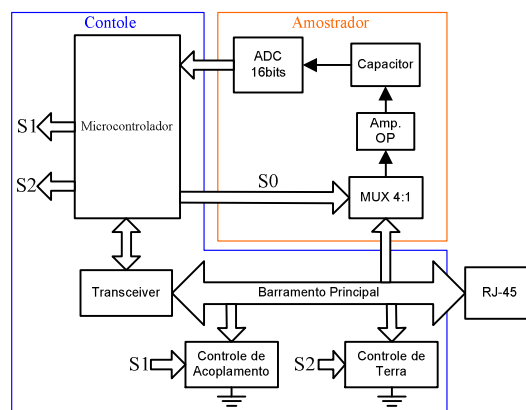 Contole
Amostrador
ADC
16bits
Capacitor
Microcontrolador
S1
Amp.
OP
S2
S0
MUX 4:1
Transceiver
Barramento Principal
RJ-45
S1
Controle de
Acoplamento
S2
Controle de
Terra